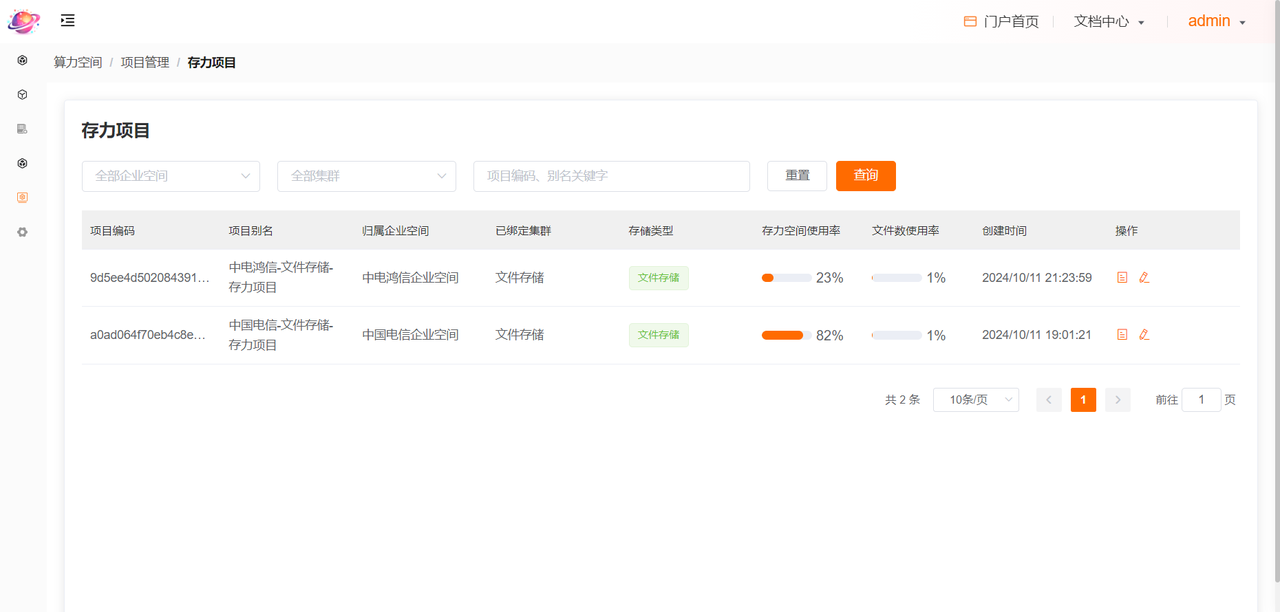 门户首页 文档中心 admin
算力空间 / 项目管理 / 存力项目
存力项目
全部企业空间 全部集群 项目编码、别名关键字 重置 查询
项目编码 项目别名 归属企业空间 已绑定集群 存储类型 存力空间使用率 文件数使用率 创建时间 操作
9d5ee4d502084391... 中电鸿信-文件存储- 中电鸿信企业空间 文件存储 文件存储 23% 1% 2024/10/11 21:23:59
存力项目
a0ad064f70eb4c8e... 中国电信-文件存储- 中国电信企业空间 文件存储 文件存储 82% 1% 2024/10/11 19:01:21
存力项目
共 2 条 10条/页 1 前往 1 页